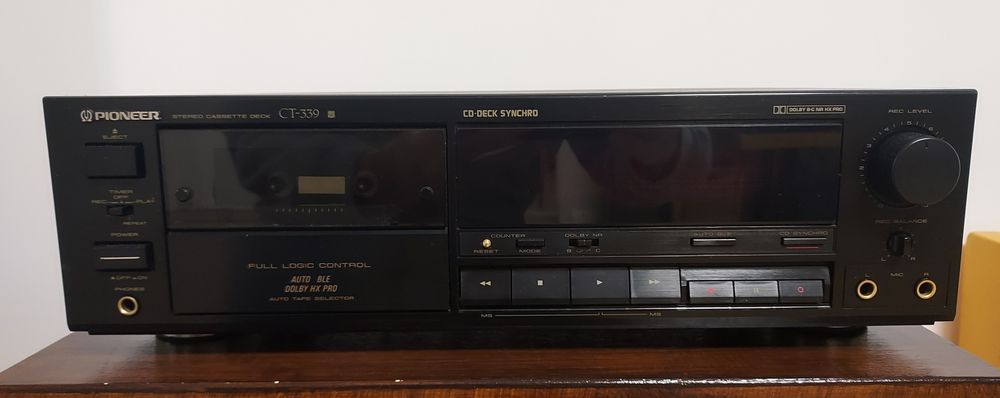 PIONEER
STEREO CASSETTE DECK CT-339
CD-DECK SYNCHRO
DOLBY B-C NR HX PRO
REC LEVEL
EJECT
TIMER
OFF
REC PLAY
REPEAT
POWER
OFF ON
PHONES
FULL LOGIC CONTROL
AUTO BLE
DOLBY HX PRO
AUTO TAPE SELECTOR
COUNTER
RESET MODE
DOLBY NR
B OFF C
AUTO BLE
CD SYNCHRO
MS MS
REC BALANCE
L R
L MIC R